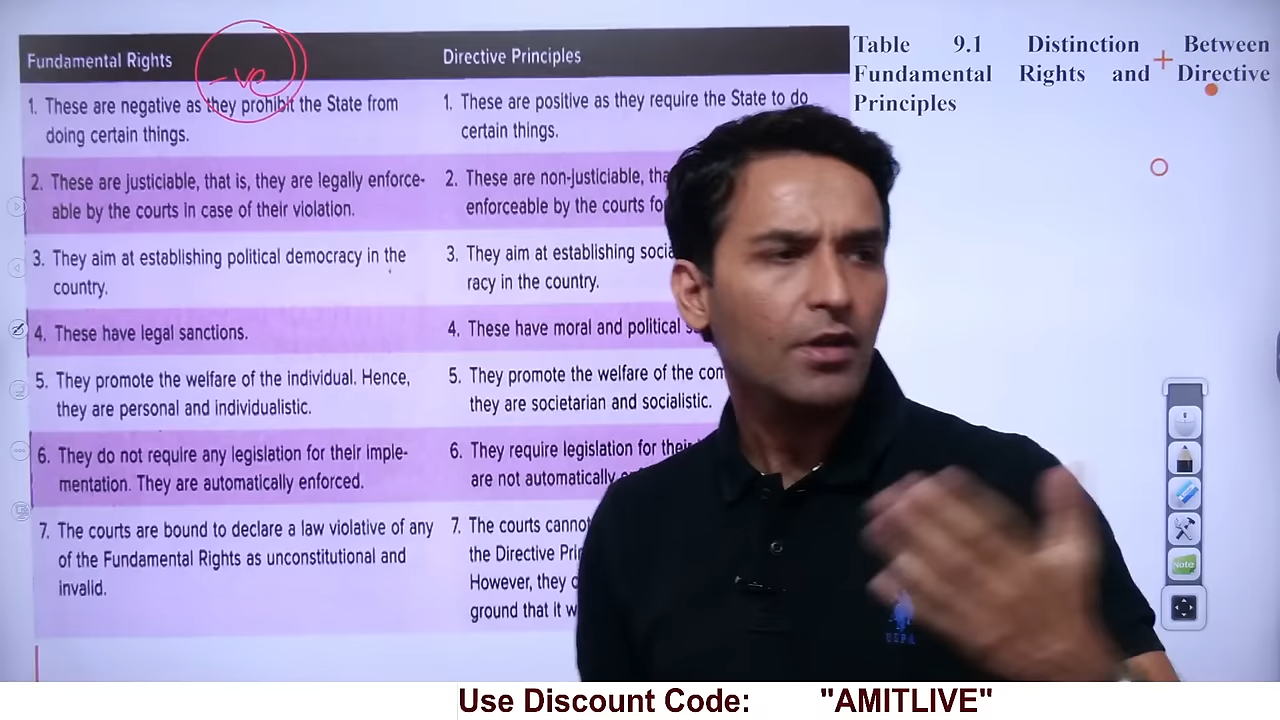 Fundamental Rights
-ve
1. These are negative as they prohibit the State from
doing certain things.
2. These are justiciable, that is, they are legally enforce-
able by the courts in case of their violation.
3. They aim at establishing political democracy in the
country.
4. These have legal sanctions.
5. They promote the welfare of the individual. Hence,
they are personal and individualistic.
6. They do not require any legislation for their imple-
mentation. They are automatically enforced.
7. The courts are bound to declare a law violative of any
of the Fundamental Rights as unconstitutional and
invalid.
Directive Principles
1. These are positive as they require the State to do
certain things.
2. These are non-justiciable,
enforceable by the courts
3. They aim at establishing
racy in the country.
4. These have moral and political
5. They promote the welfare of the
they are societarian and socialistic.
6. They require legislation for their
are not automatically
7. The courts cannot
the Directive
However, they
ground that it
Table 9.1 Distinction Between
Fundamental Rights and Directive
Principles
Note
USPA
Use Discount Code: "AMITLIVE"